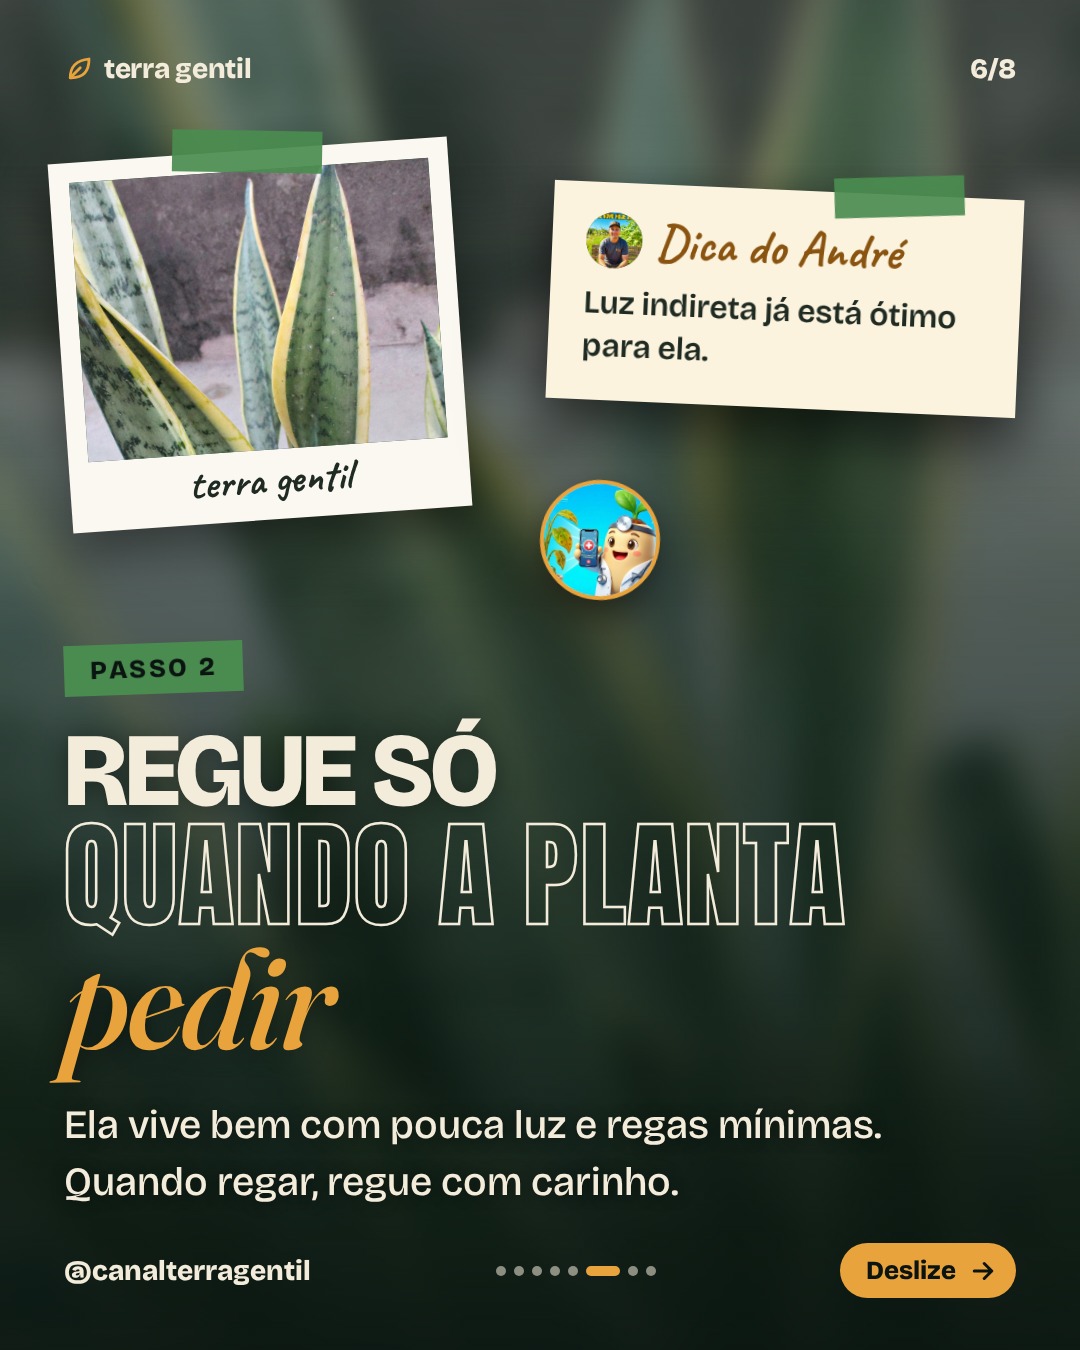 terra gentil
6/8
Dica do André
Luz indireta já está ótimo
para ela.
terra gentil
PASSO 2
REGUE SÓ
QUANDO A PLANTA
pedir
Ela vive bem com pouca luz e regas mínimas.
Quando regar, regue com carinho.
@canalterragentil
Deslize →